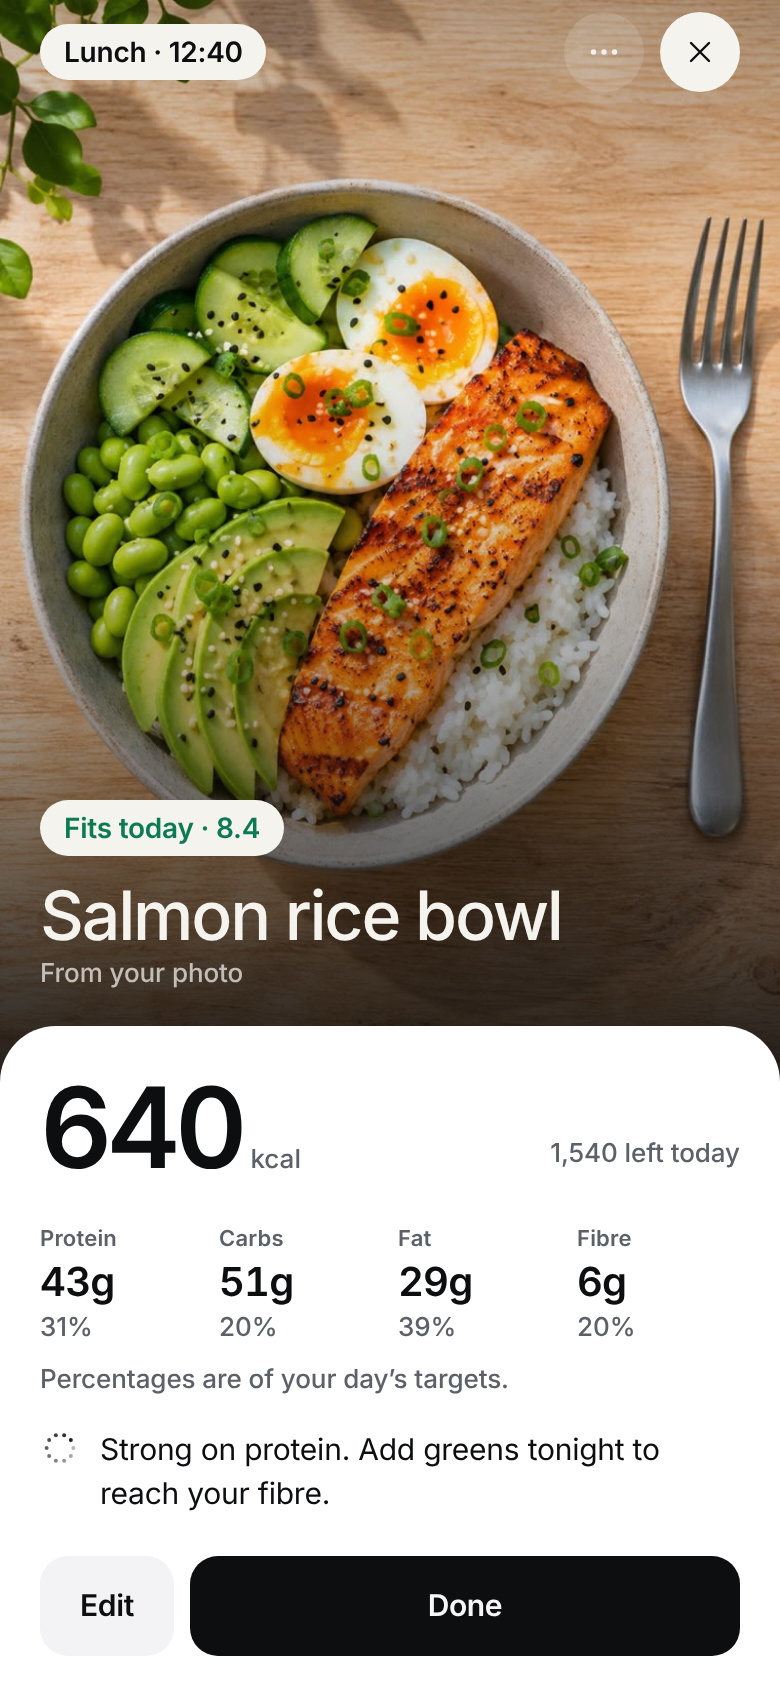 Lunch · 12:40
Fits today · 8.4
Salmon rice bowl
From your photo
640 kcal
1,540 left today
Protein
Carbs
Fat
Fibre
43g
51g
29g
6g
31%
20%
39%
20%
Percentages are of your day’s targets.
Strong on protein. Add greens tonight to
reach your fibre.
Edit
Done